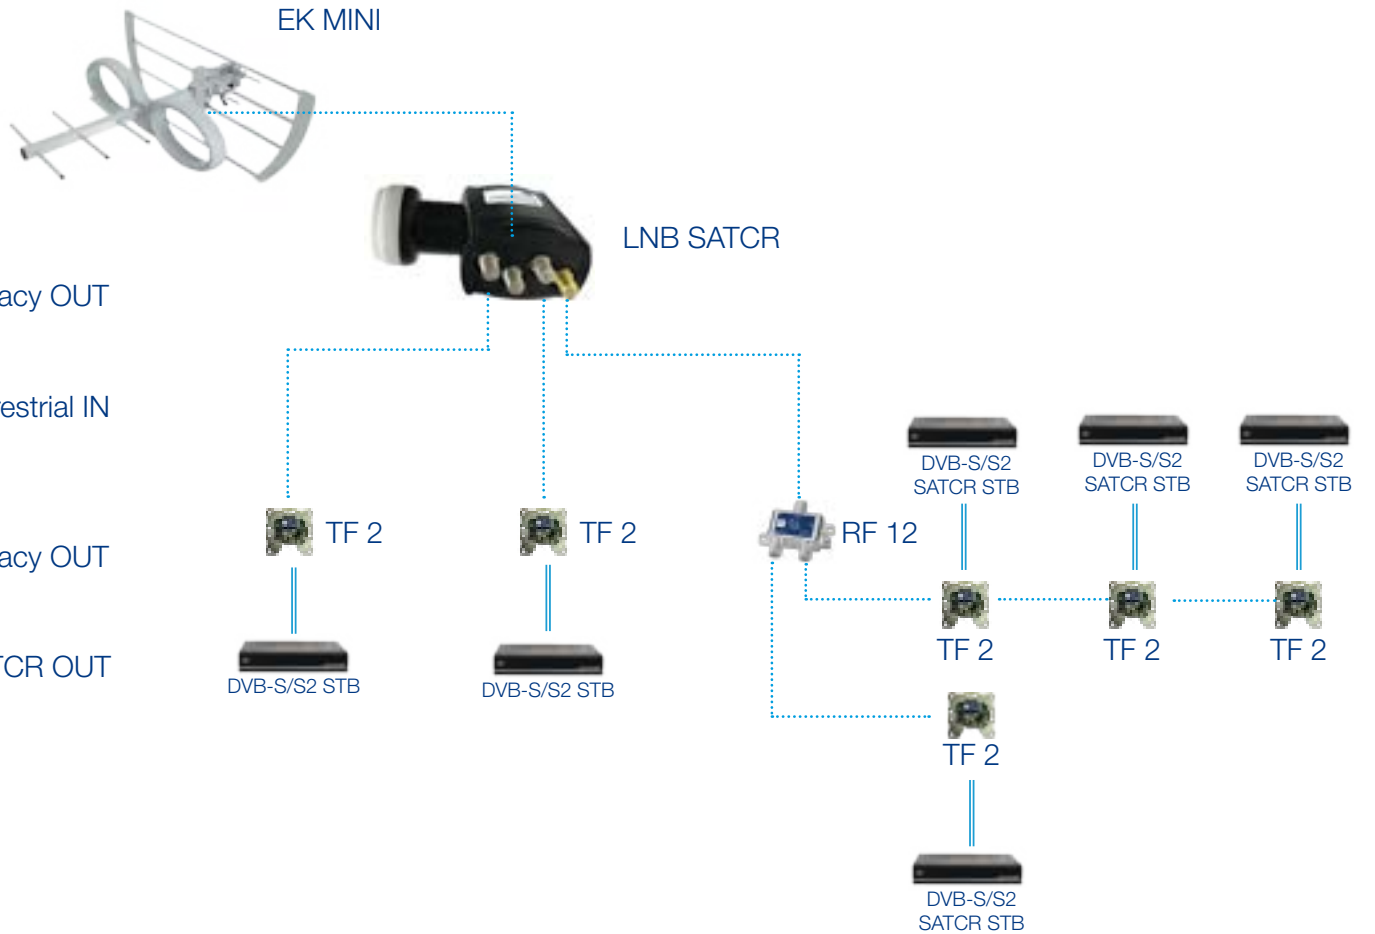 EK MINI
LNB SATCR
acy OUT
estrial IN
DVB-S/S2
SATCR STB
DVB-S/S2
SATCR STB
DVB-S/S2
SATCR STB
TF 2
TF 2
RF 12
acy OUT
TF 2
TF 2
TF 2
CR OUT
DVB-S/S2 STB
DVB-S/S2 STB
TF 2
DVB-S/S2
SATCR STB